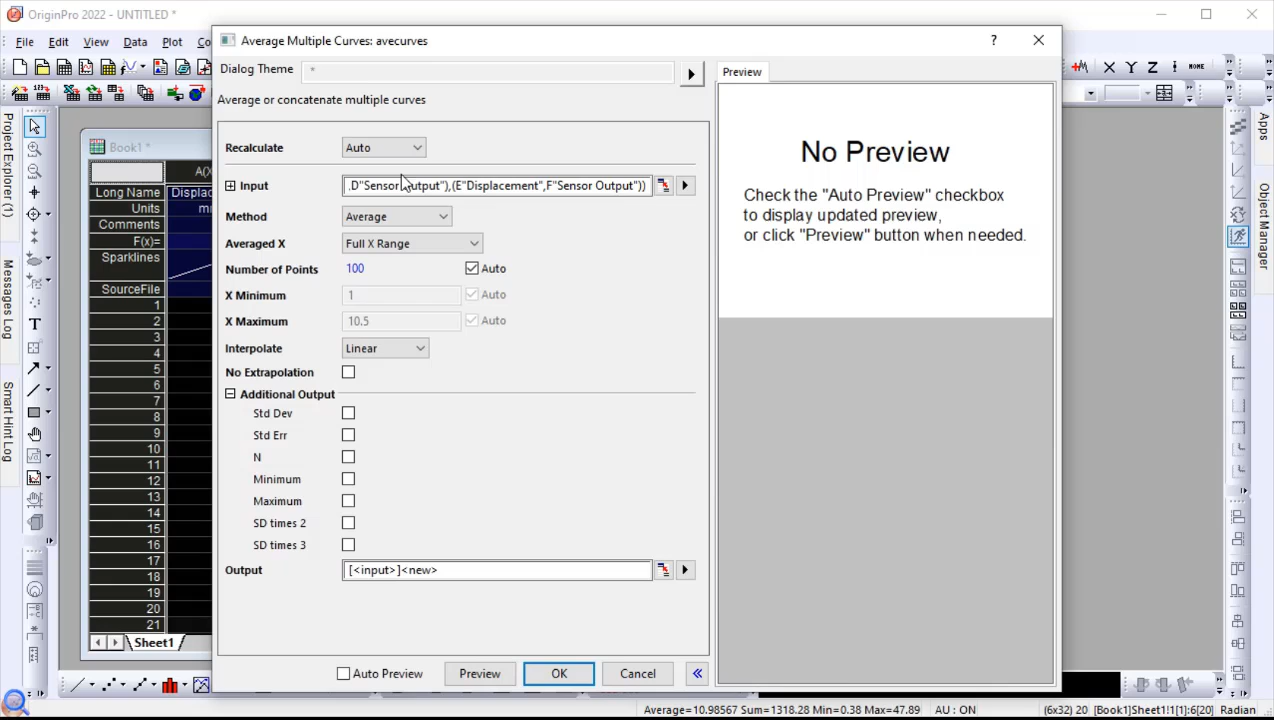 OriginPro 2022 - UNTITLED *
File Edit View Data Plot Co
Average Multiple Curves: avecurves
?
Dialog Theme *
Average or concatenate multiple curves
Recalculate Auto
Input ,D"Sensor Output"),(E"Displacement",F"Sensor Output"))
Method Average
Averaged X Full X Range
Number of Points 100 Auto
X Minimum 1 Auto
X Maximum 10.5 Auto
Interpolate Linear
No Extrapolation
Additional Output
Std Dev
Std Err
N
Minimum
Maximum
SD times 2
SD times 3
Output [<input>]<new>
Auto Preview Preview OK Cancel
Preview
No Preview
Check the "Auto Preview" checkbox
to display updated preview,
or click "Preview" button when needed.
X Y Z HOME
Project Explorer (1)
Messages Log
Smart Hint Log
T
Book1 *
A(X
Long Name Displac
Units m
Comments
F(x)=
Sparklines
SourceFile
1
2
3
4
5
6
7
8
9
10
11
12
13
14
15
16
17
18
19
20
21
Sheet1
Apps
Object Manager
Average=10.98567 Sum=1318.28 Min=0.38 Max=47.89 AU : ON (6x32) 20 [Book1]Sheet1!1[1]:6[20] Radian